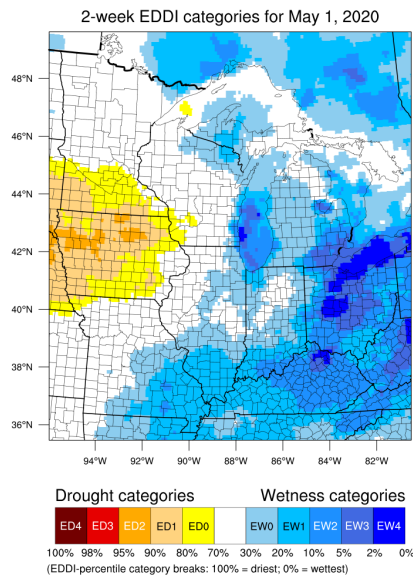 2-week EDDI categories for May 1, 2020
48°N
46°N
44°N
42°N
40°N
38°N
36°N
94°W 92°W 90°W 88°W 86°W 84°W 82°W
Drought categories Wetness categories
ED4 ED3 ED2 ED1 ED0 EW0 EW1 EW2 EW3 EW4
100% 98% 95% 90% 80% 70% 30% 20% 10% 5% 2% 0%
(EDDI-percentile category breaks: 100% = driest; 0% = wettest)